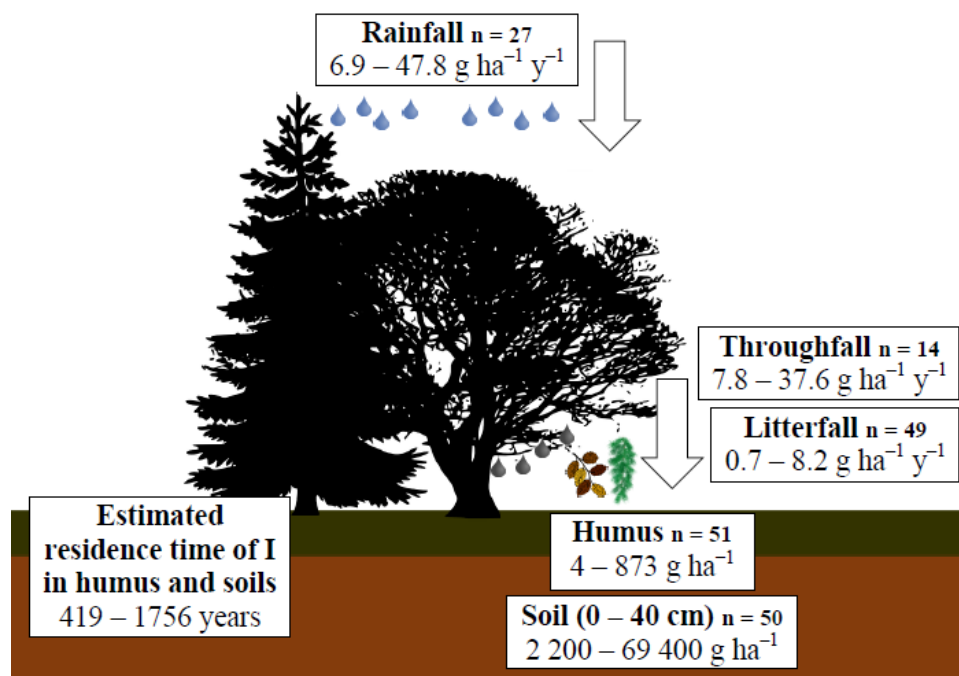 Rainfall n = 27
6.9 – 47.8 g ha⁻¹ y⁻¹
Throughfall n = 14
7.8 – 37.6 g ha⁻¹ y⁻¹
Litterfall n = 49
0.7 – 8.2 g ha⁻¹ y⁻¹
Estimated
residence time of I
in humus and soils
419 – 1756 years
Humus n = 51
4 – 873 g ha⁻¹
Soil (0 – 40 cm) n = 50
2 200 – 69 400 g ha⁻¹